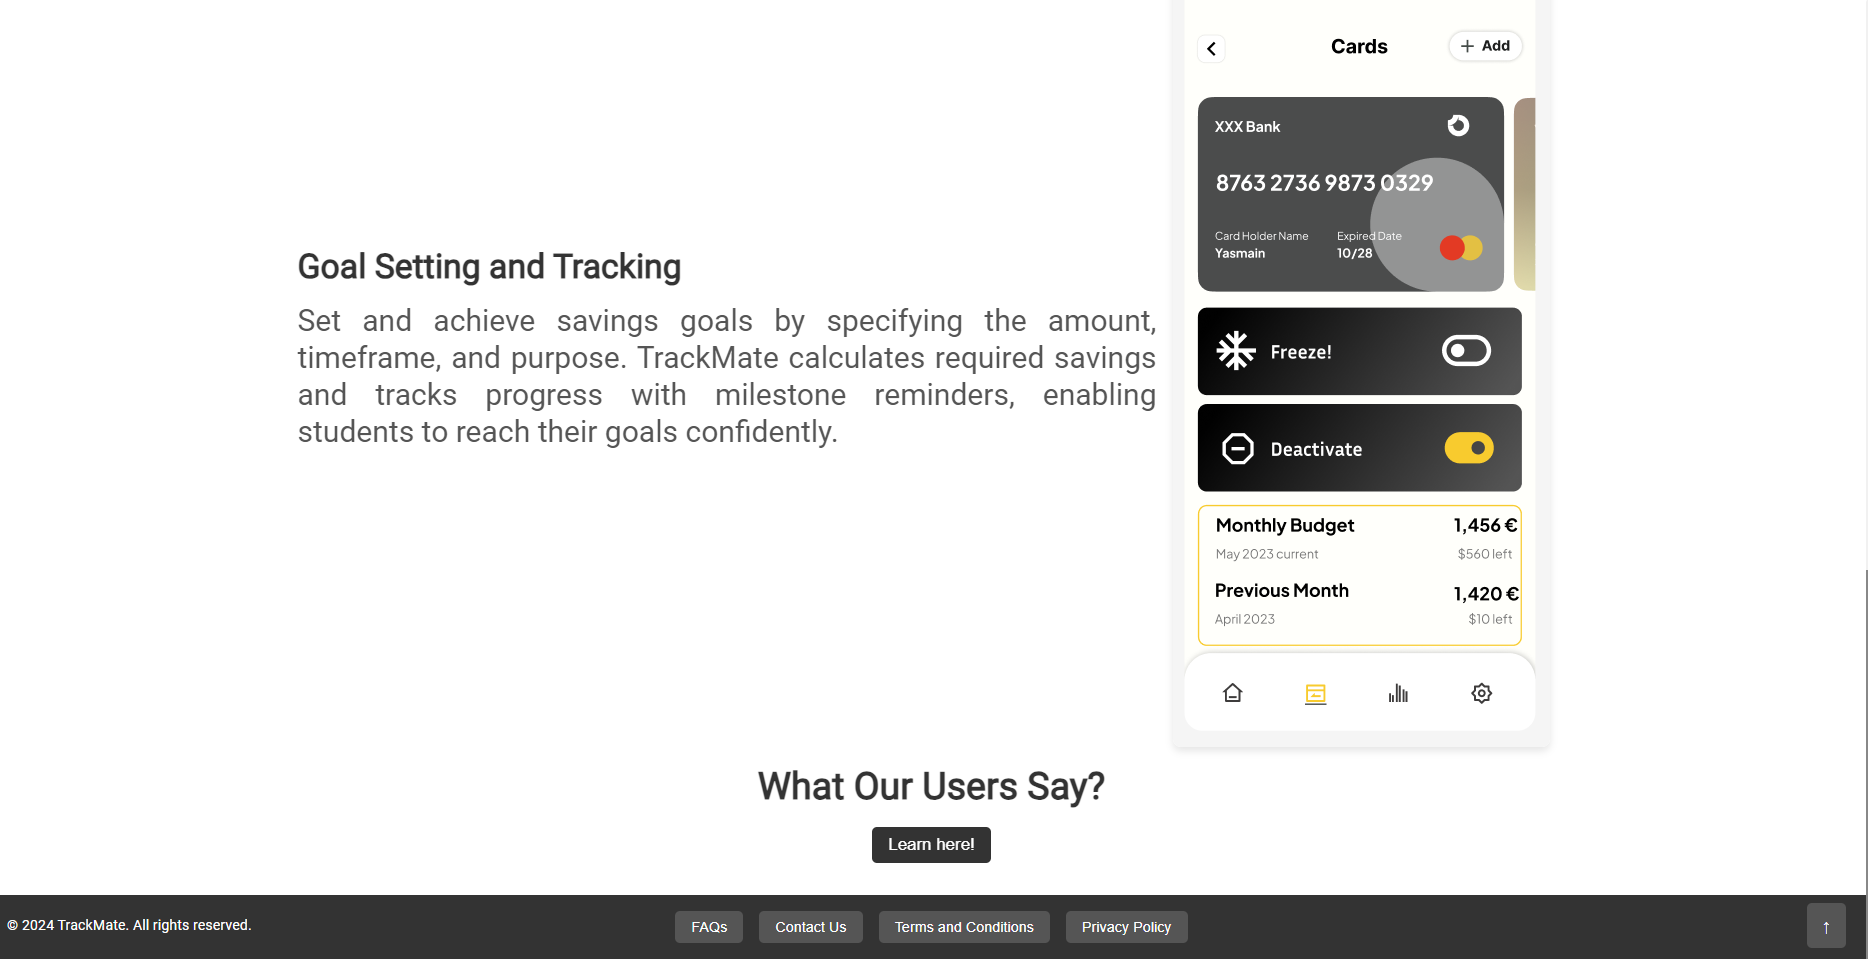 Goal Setting and Tracking
Set and achieve savings goals by specifying the amount,
timeframe, and purpose. TrackMate calculates required savings
and tracks progress with milestone reminders, enabling
students to reach their goals confidently.
Cards
+ Add
XXX Bank
8763 2736 9873 0329
Card Holder Name Expired Date
Yasmain 10/28
Freeze!
Deactivate
Monthly Budget 1,456 €
May 2023 current $560 left
Previous Month 1,420 €
April 2023 $10 left
What Our Users Say?
Learn here!
© 2024 TrackMate. All rights reserved.
FAQs Contact Us Terms and Conditions Privacy Policy
↑